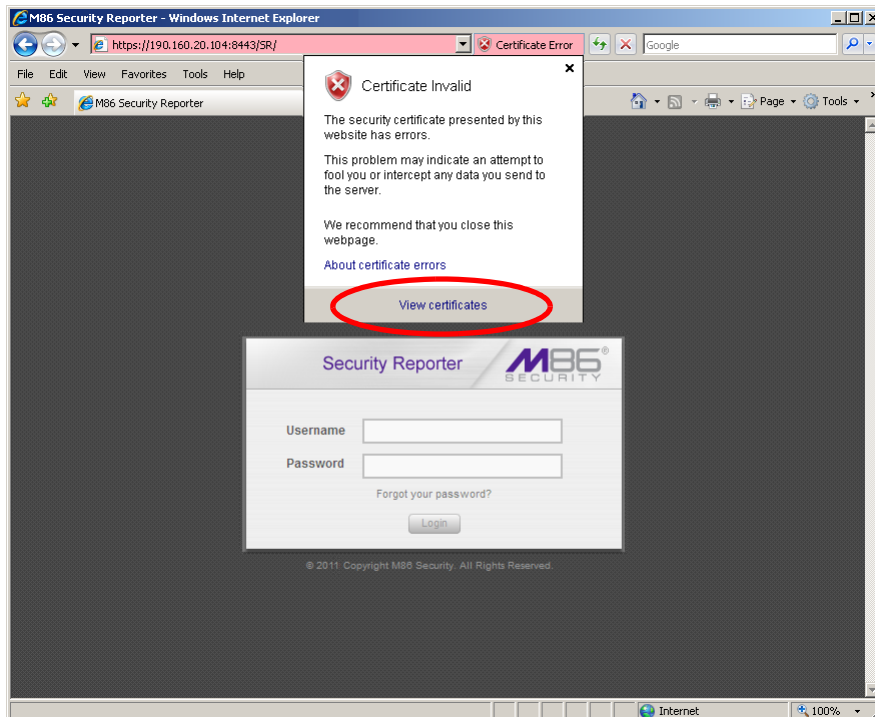 M86 Security Reporter - Windows Internet Explorer
https://190.160.20.104:8443/SR/
Certificate Error
Google
File Edit View Favorites Tools Help
M86 Security Reporter
Page
Tools
Certificate Invalid
The security certificate presented by this
website has errors.
This problem may indicate an attempt to
fool you or intercept any data you send to
the server.
We recommend that you close this
webpage.
About certificate errors
View certificates
Security Reporter
M86®
SECURITY
Username
Password
Forgot your password?
Login
© 2011 Copyright M86 Security. All Rights Reserved.
Internet
100%